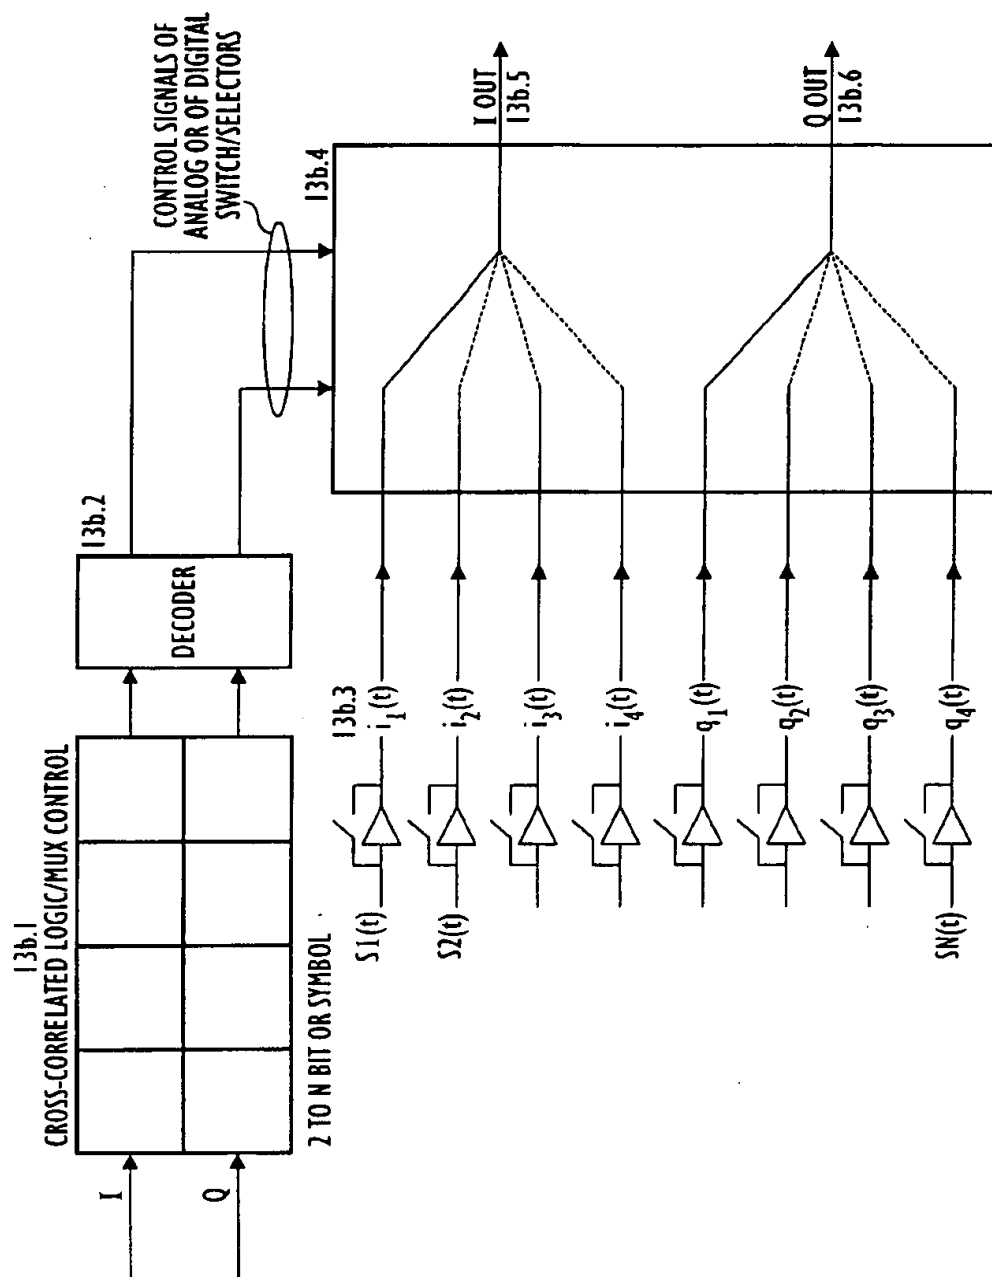 13b.1
CROSS-CORRELATED LOGIC/MUX CONTROL
I
Q
2 TO N BIT OR SYMBOL
13b.2
DECODER
CONTROL SIGNALS OF
ANALOG OR OF DIGITAL
SWITCH/SELECTORS
13b.3
S1(t)
i1(t)
S2(t)
i2(t)
i3(t)
i4(t)
q1(t)
q2(t)
q3(t)
SN(t)
q4(t)
13b.4
I OUT
13b.5
Q OUT
13b.6